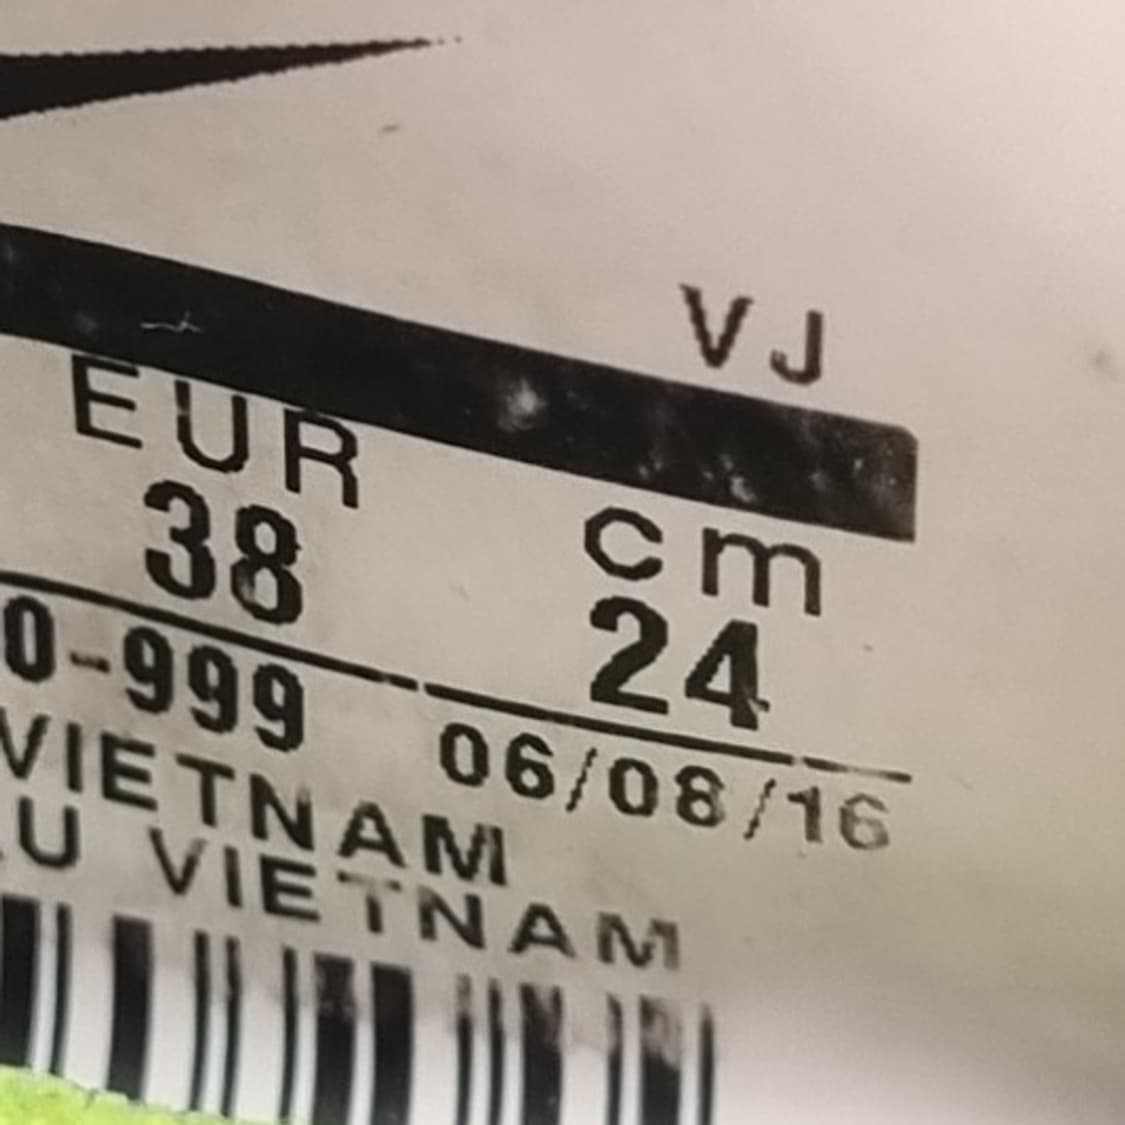 VJ
EUR cm
38 24
0-999 06/08/16
VIETNAM
U VIETNAM